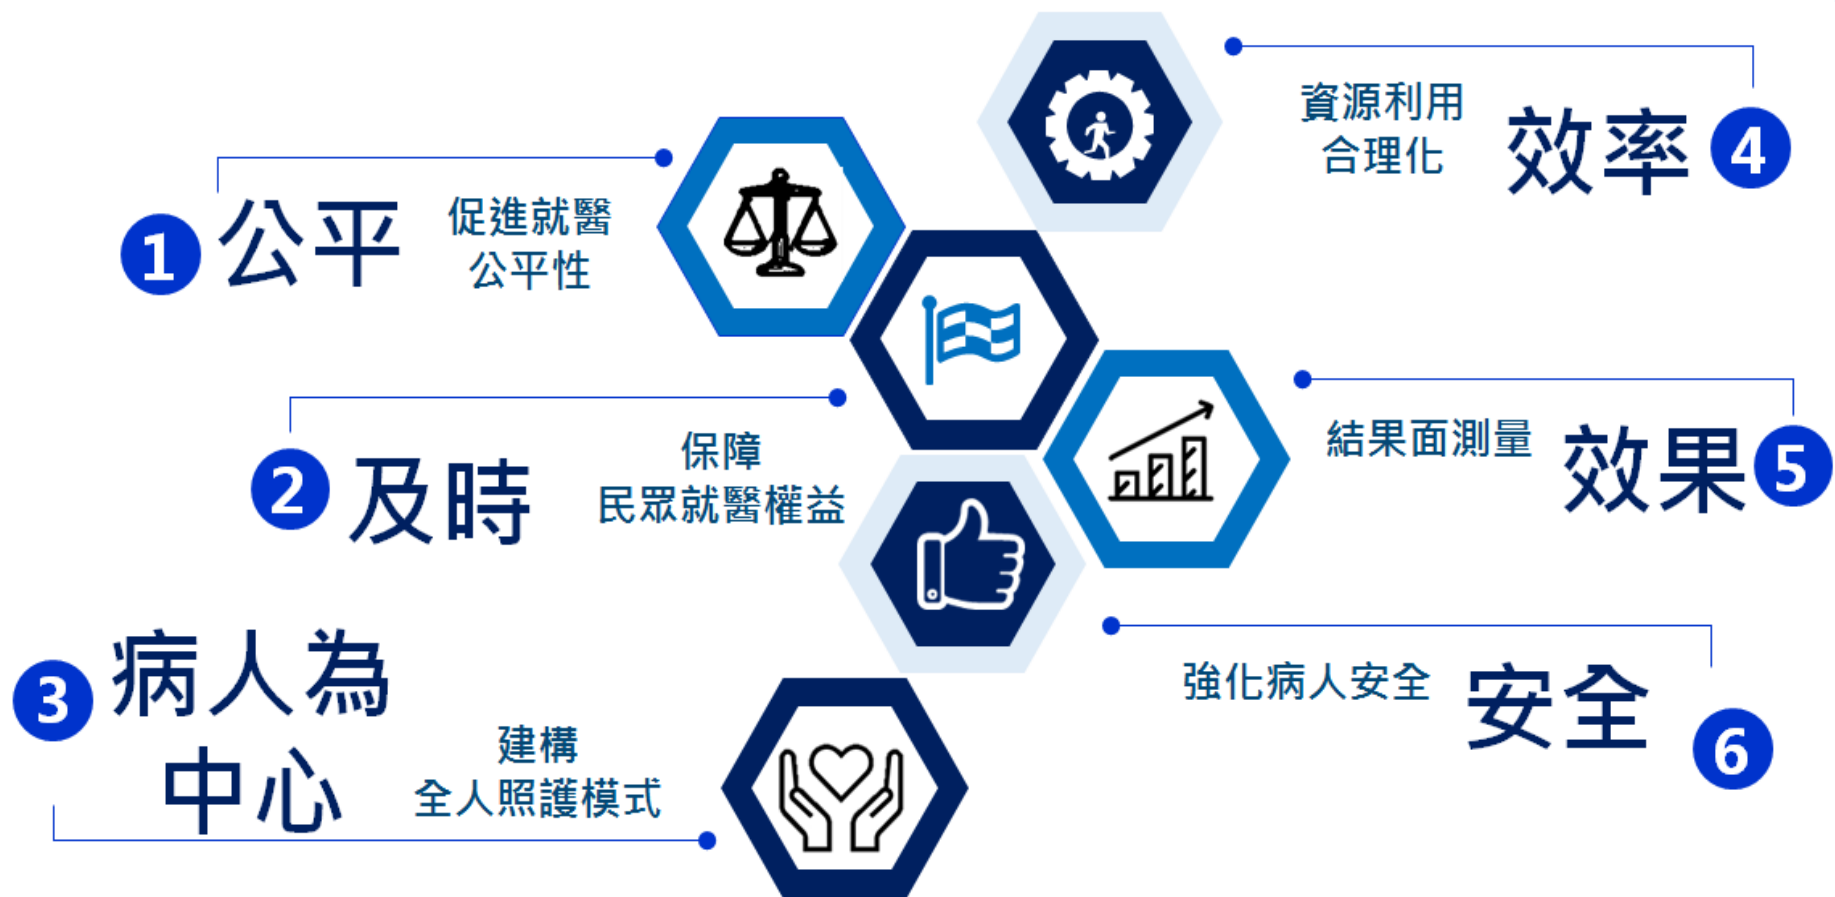 1
公平
促進就醫
公平性
2
及時
保障
民眾就醫權益
3
病人為
中心
建構
全人照護模式
資源利用
合理化
效率
4
結果面測量
效果
5
強化病人安全
安全
6